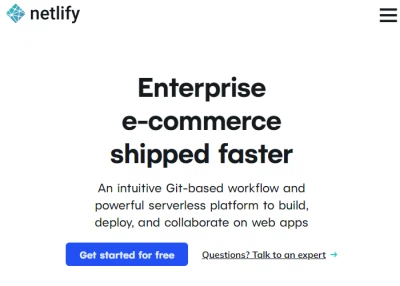 netlify
Enterprise
e-commerce
shipped faster
An intuitive Git-based workflow and
powerful serverless platform to build,
deploy, and collaborate on web apps
Get started for free
Questions? Talk to an expert →